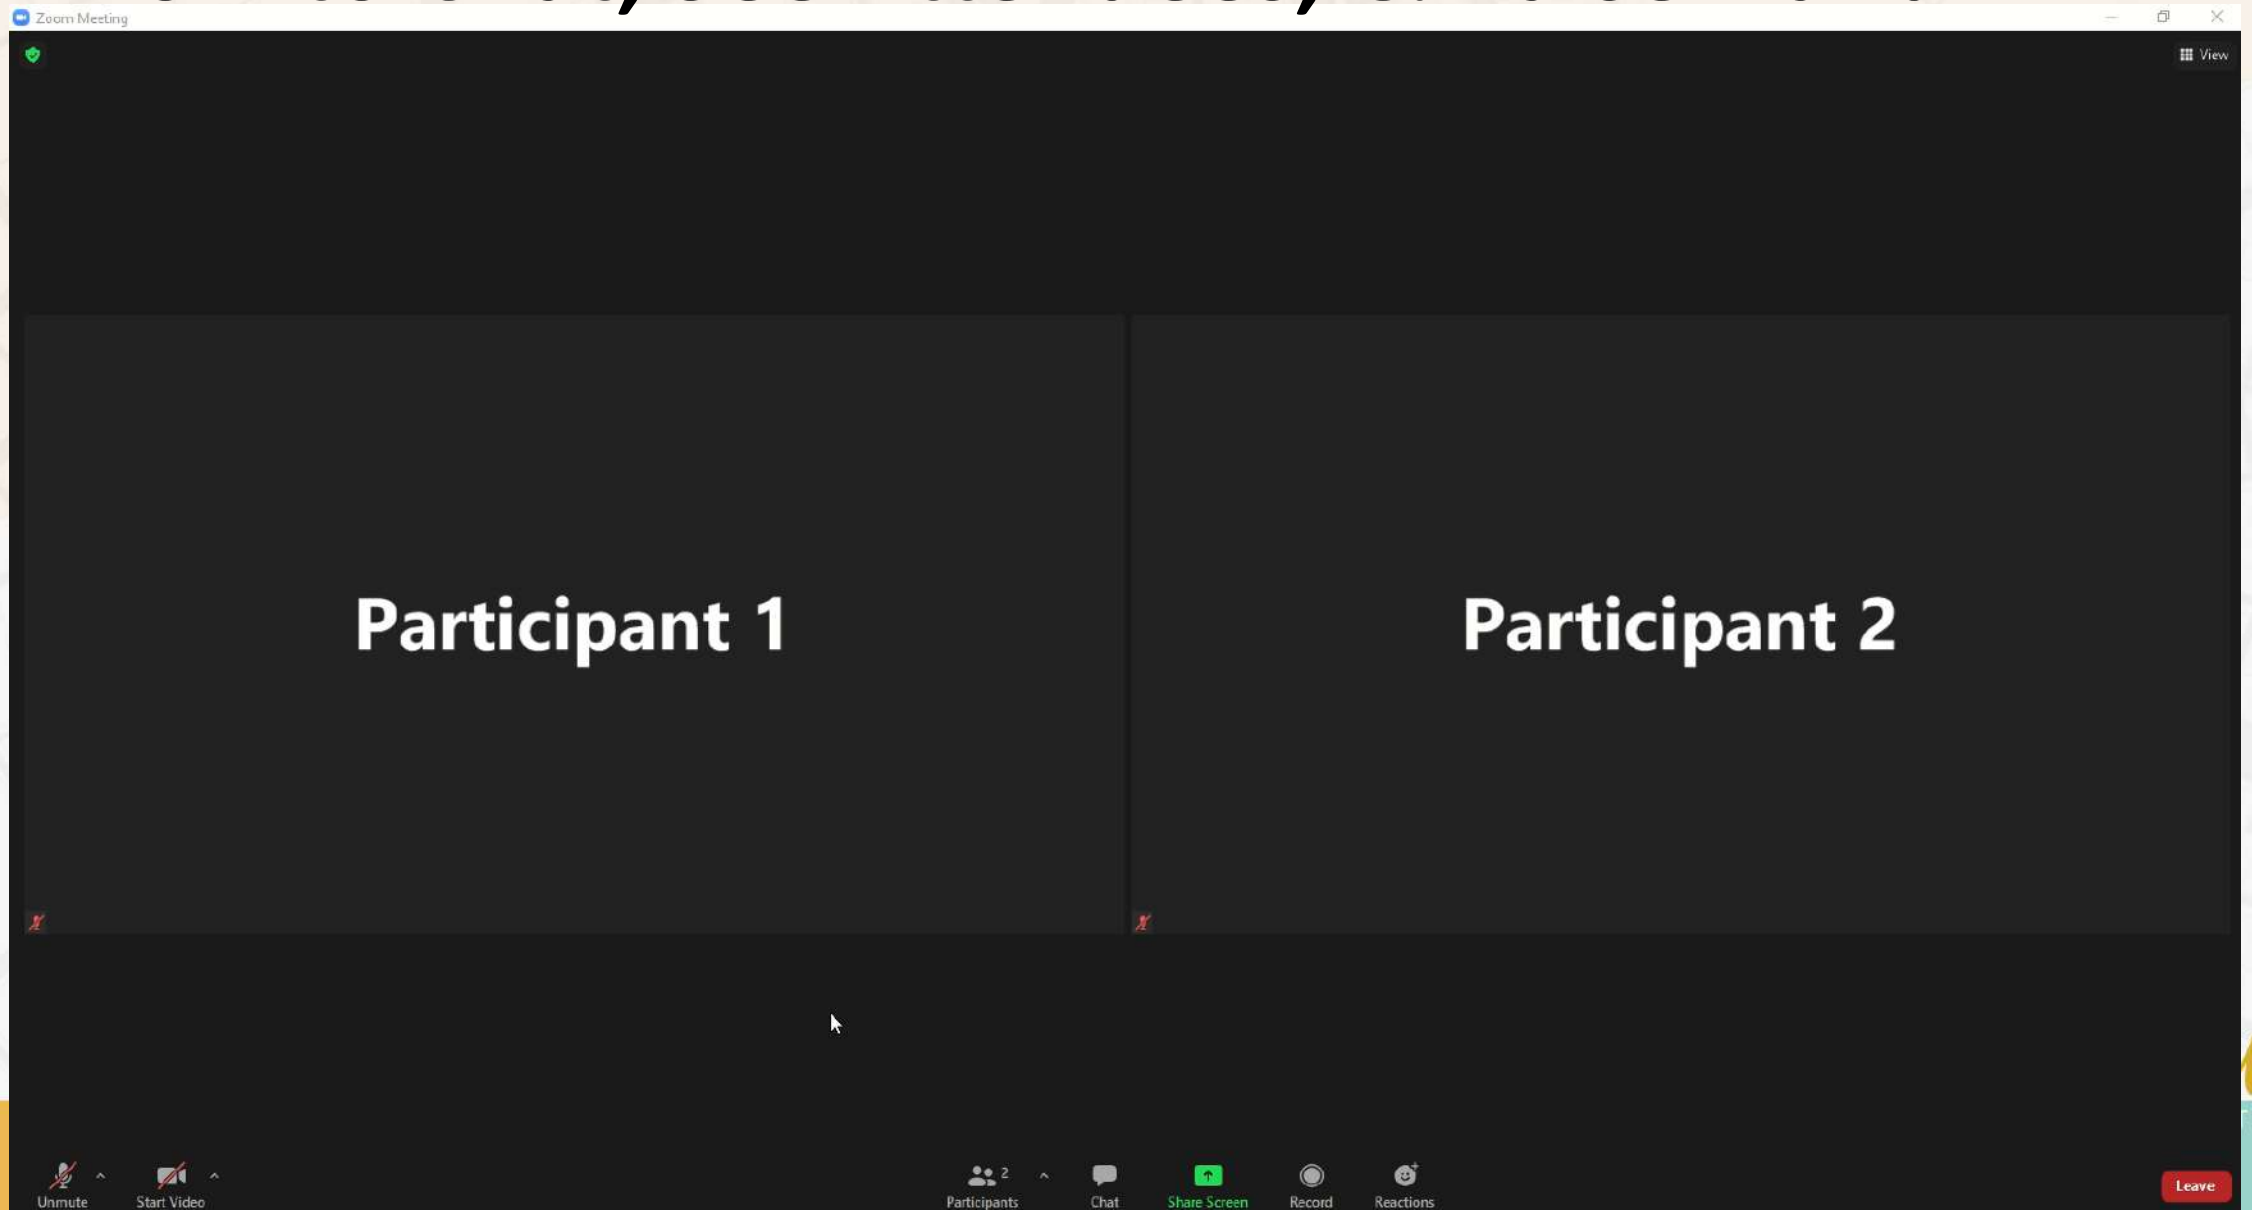 Zoom Meeting
View
Participant 1
Participant 2
Unmute
Start Video
2
Participants
Chat
Share Screen
Record
Reactions
Leave